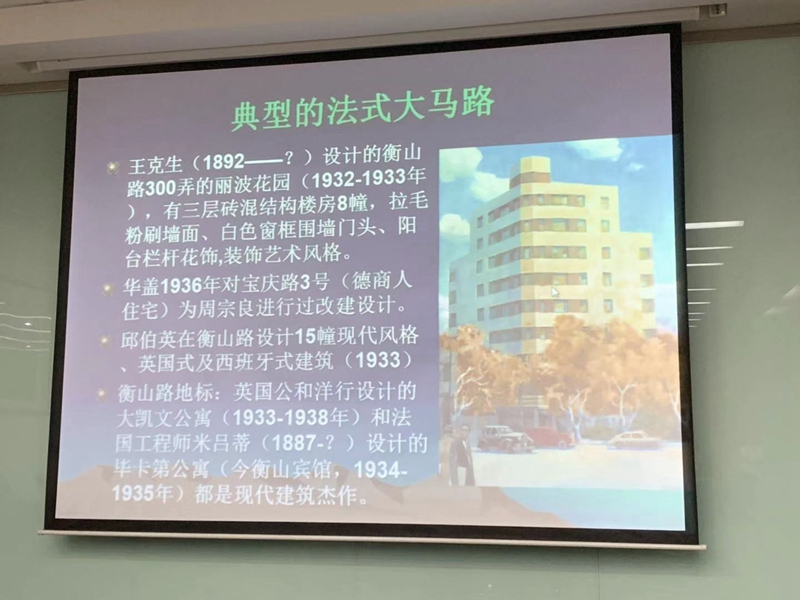 典型的法式大马路
王克生（1892——？）设计的衡山
路300弄的丽波花园（1932-1933年
），有三层砖混结构楼房8幢，拉毛
粉刷墙面、白色窗框围墙门头、阳
台栏杆花饰,装饰艺术风格。
华盖1936年对宝庆路3号（德商人
住宅）为周宗良进行过改建设计。
邱伯英在衡山路设计15幢现代风格
、英国式及西班牙式建筑（1933）
衡山路地标：英国公和洋行设计的
大凯文公寓（1933-1938年）和法
国工程师米吕蒂（1887-？）设计的
毕卡第公寓（今衡山宾馆，1934-
1935年）都是现代建筑杰作。